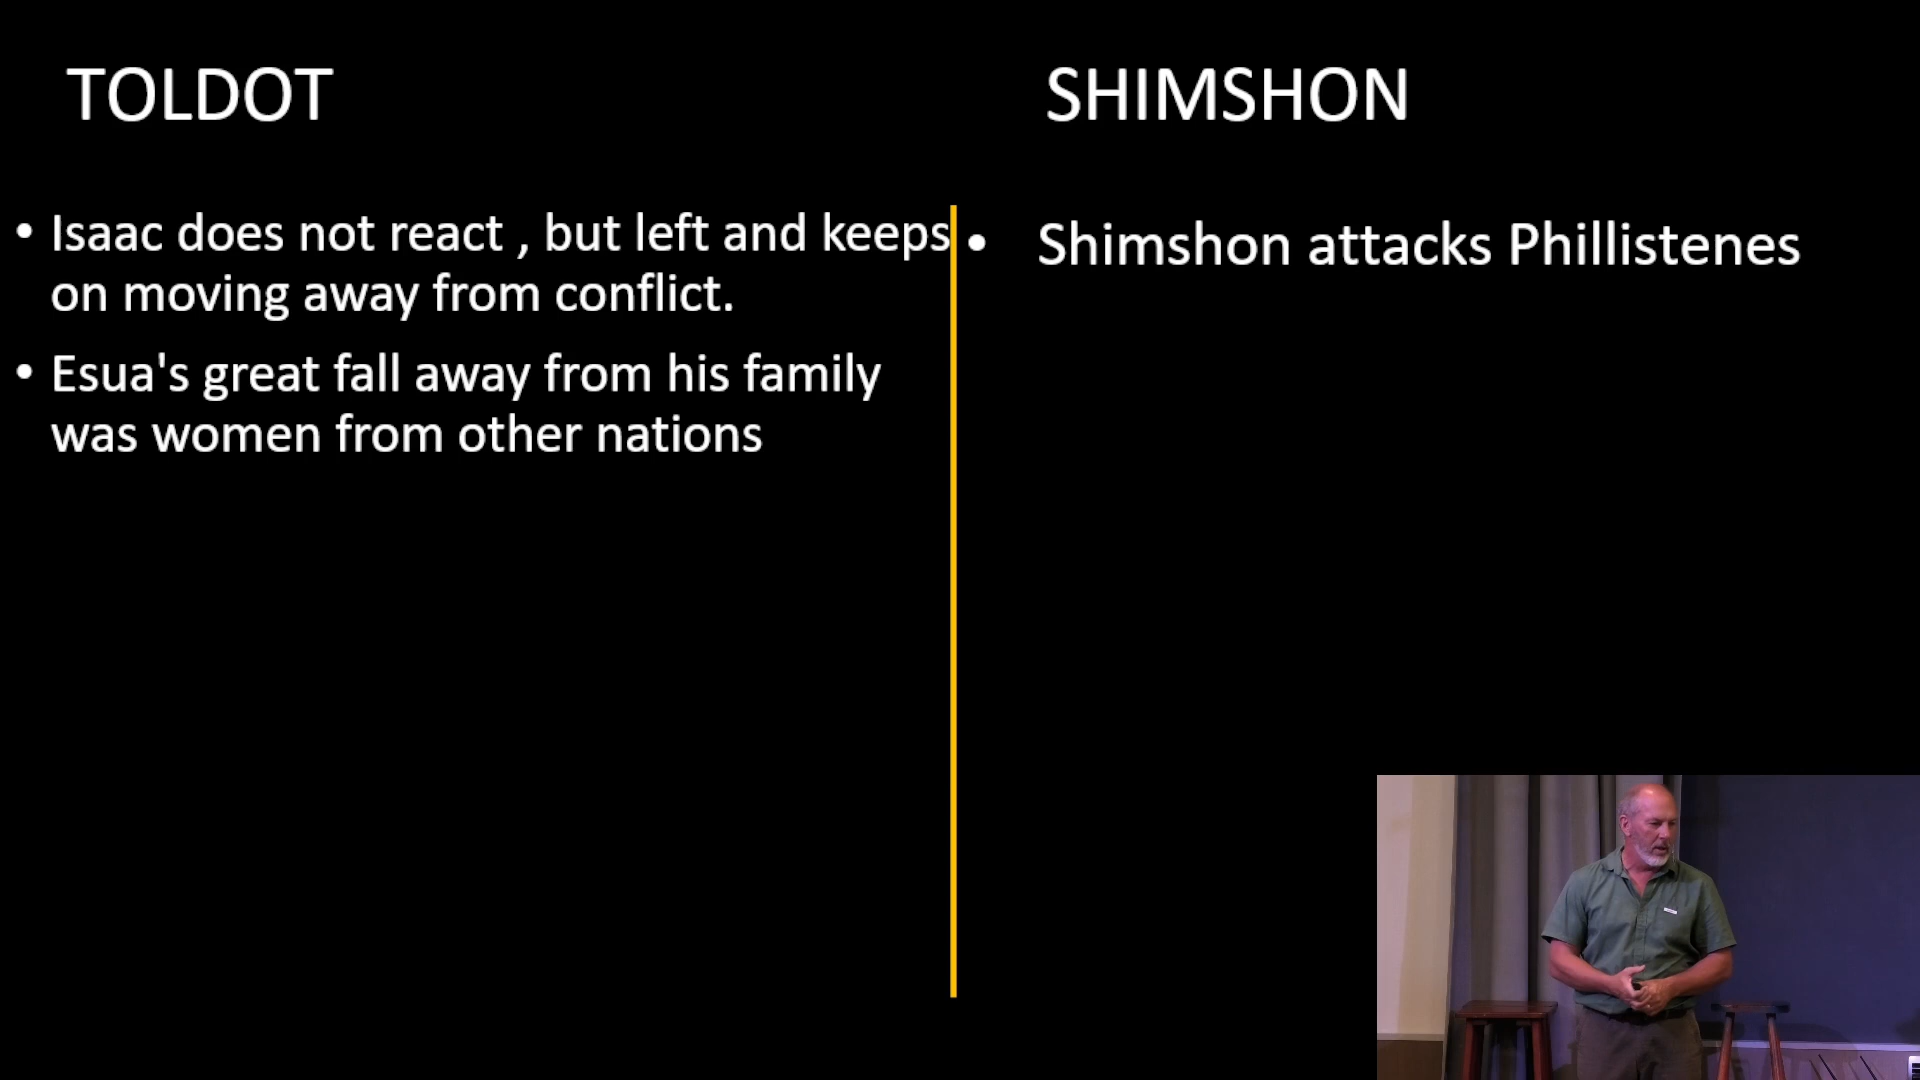 TOLDOT
• Isaac does not react , but left and keeps
on moving away from conflict.
• Esua's great fall away from his family
was women from other nations
SHIMSHON
• Shimshon attacks Phillistenes